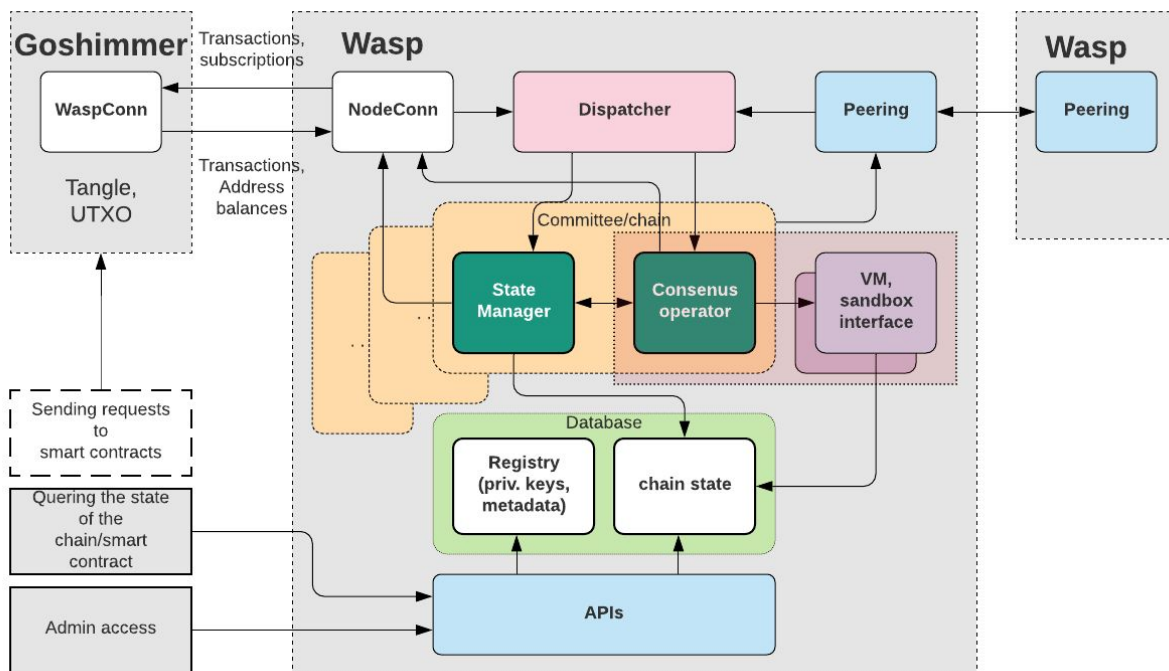 Goshimmer
Transactions,
subscriptions
Wasp
Wasp
WaspConn
NodeConn
Dispatcher
Peering
Peering
Transactions,
Address
balances
Tangle,
UTXO
Committee/chain
State
Manager
Consenus
operator
VM,
sandbox
interface
..
..
Sending requests
to
smart contracts
Database
Registry
(priv. keys,
metadata)
chain state
Quering the state
of the
chain/smart
contract
APIs
Admin access